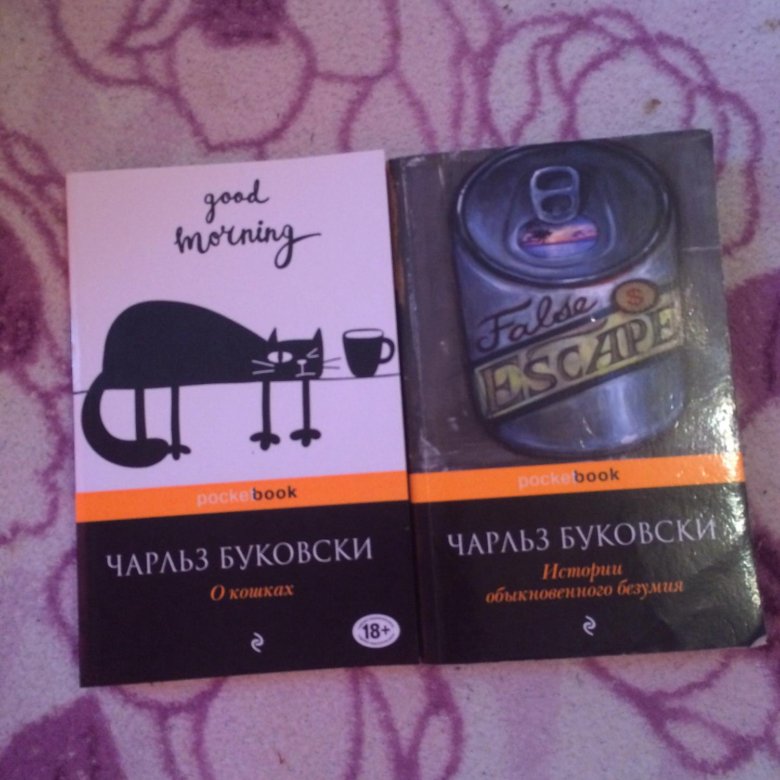 good
morning
pocketbook
ЧАРЛЬЗ БУКОВСКИ
О кошках
18+
False $
ESCAPE
pocketbook
ЧАРЛЬЗ БУКОВСКИ
Истории
обыкновенного безумия